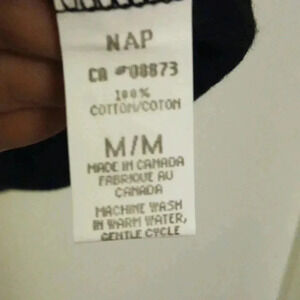 NAP
CA #08873
100%
COTTON/COTON
M/M
MADE IN CANADA
FABRIQUE AU
CANADA
MACHINE WASH
IN WARM WATER,
GENTLE CYCLE